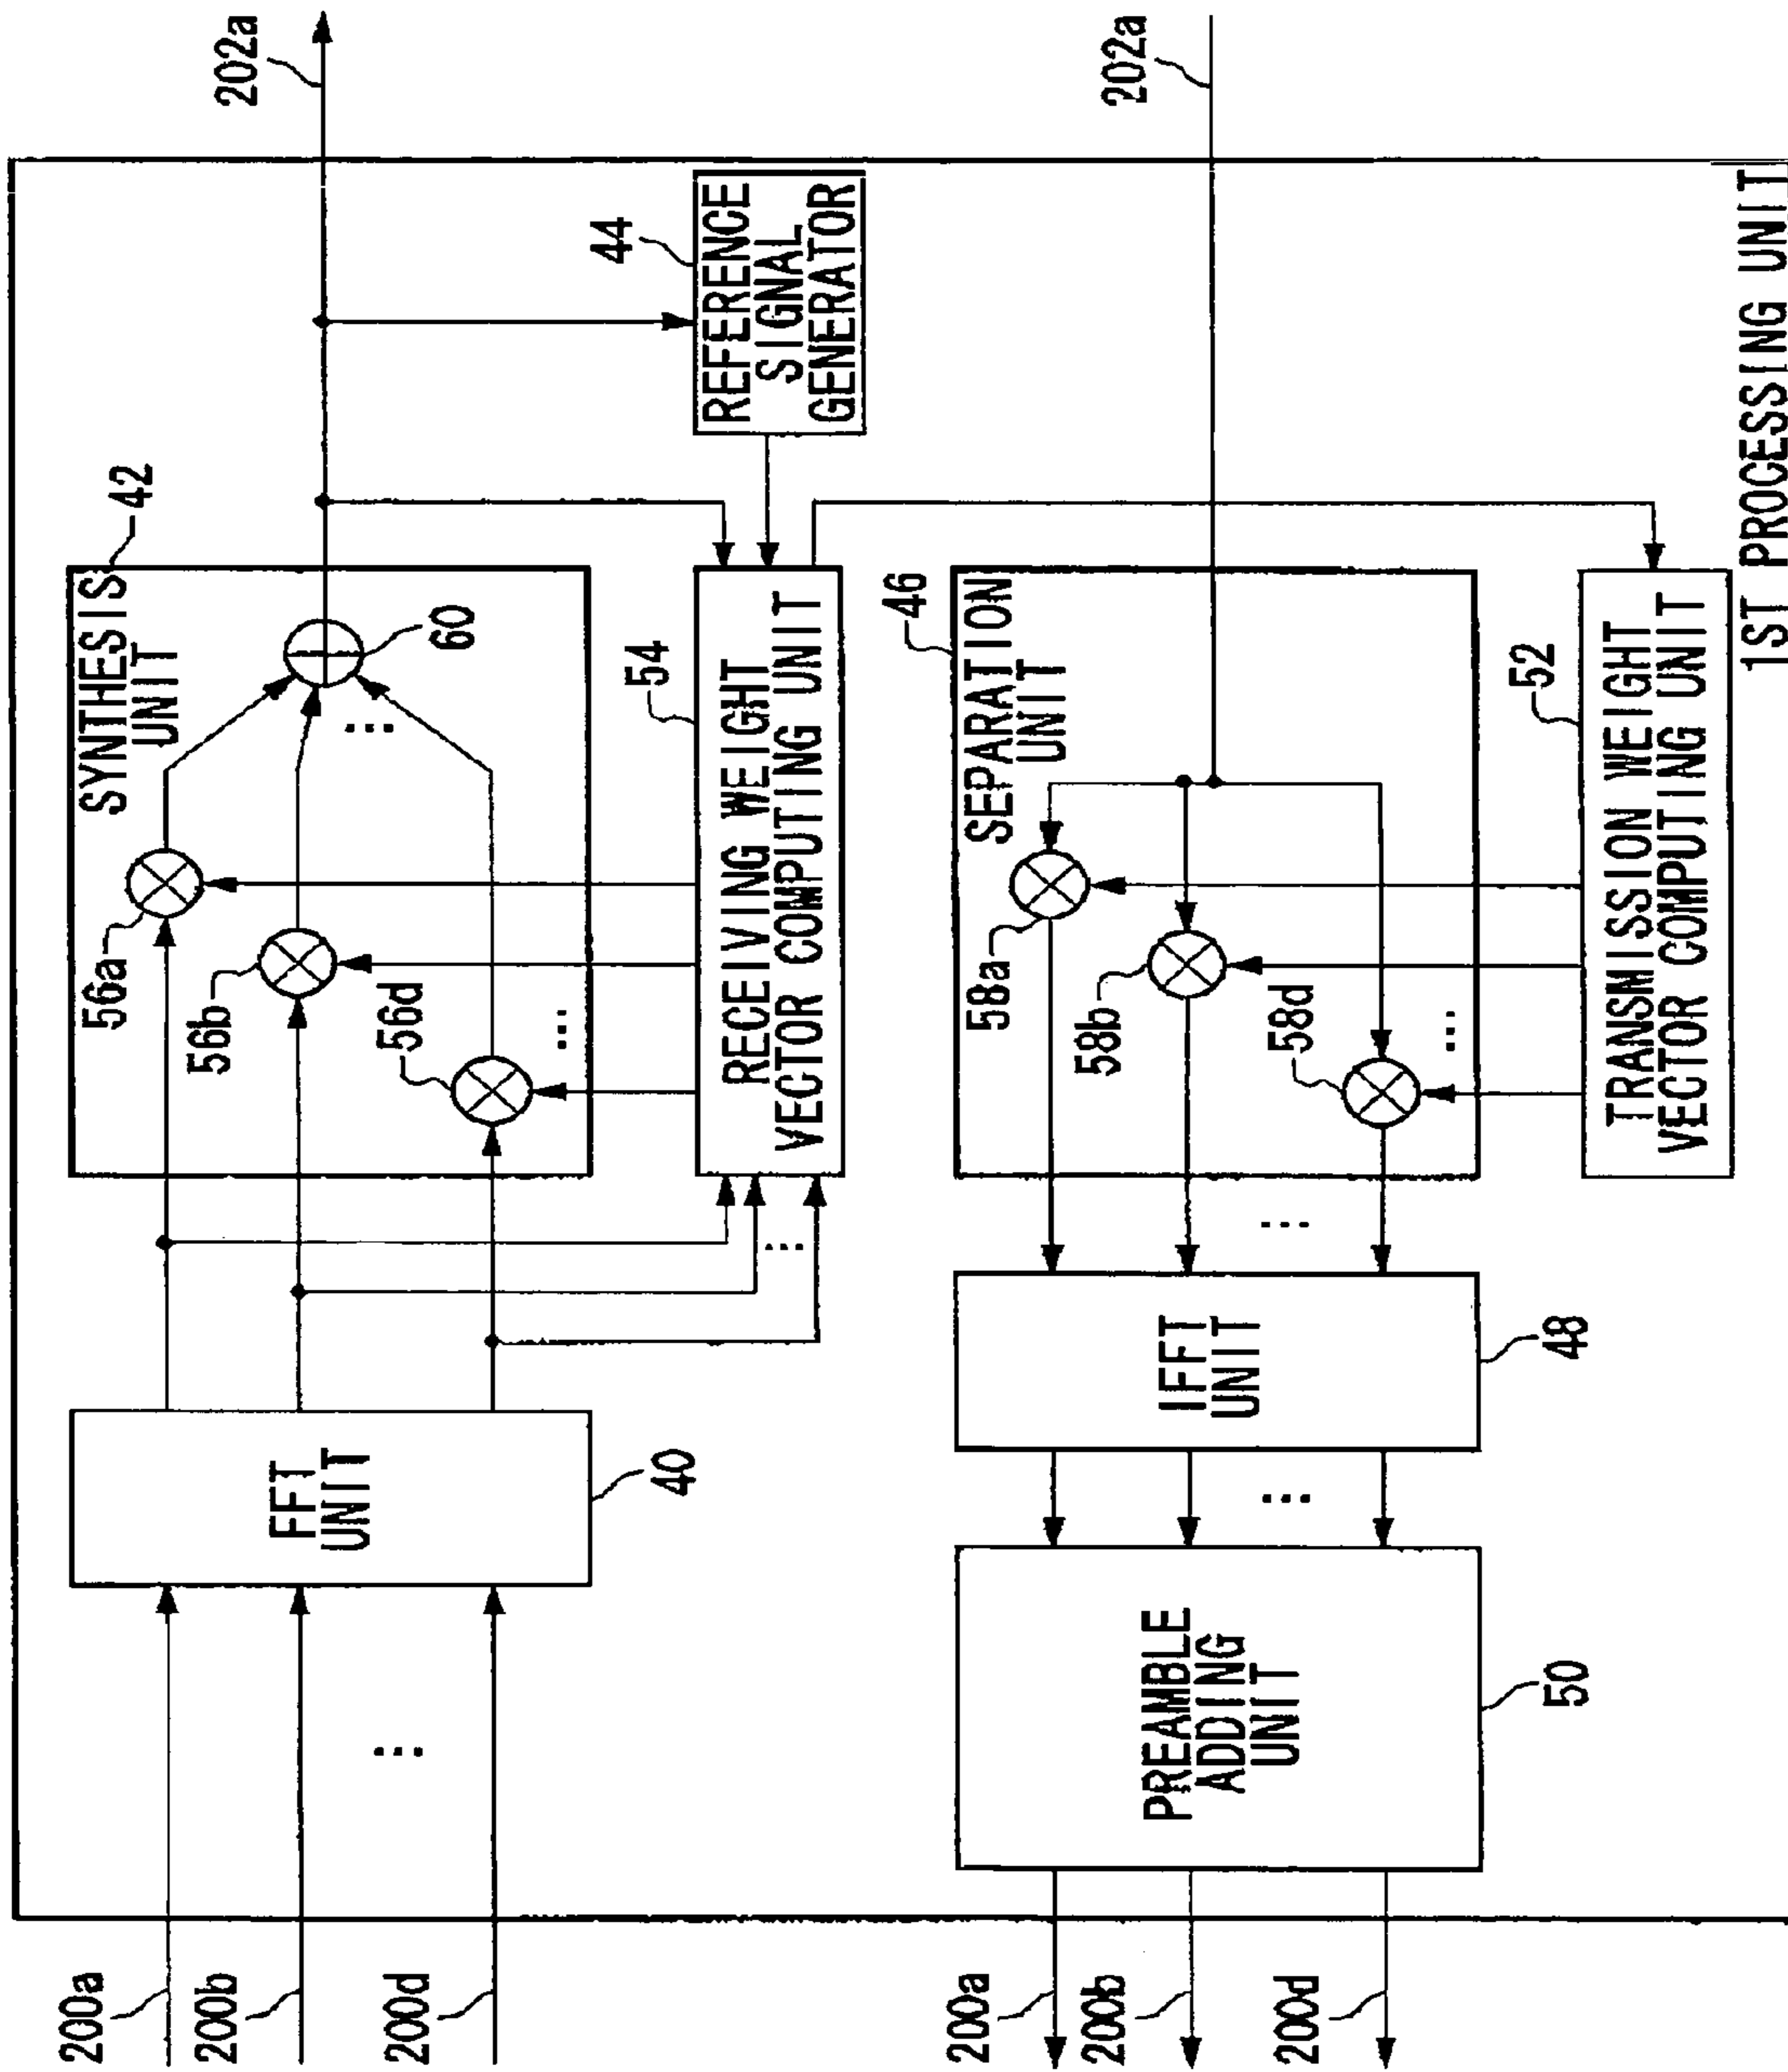 200a
200b
200d
...
FFT
UNIT
40
SYNTHESIS
UNIT
42
56a
56b
56d
...
...
60
202a
REFERENCE
SIGNAL
GENERATOR
44
...
RECEIVING WEIGHT
VECTOR COMPUTING UNIT
54
200a
200b
200d
PREAMBLE
ADDING
UNIT
50
...
IFFT
UNIT
48
...
SEPARATION
UNIT
46
58a
58b
58d
...
202a
TRANSMISSION WEIGHT
VECTOR COMPUTING UNIT
52
1ST PROCESSING UNIT